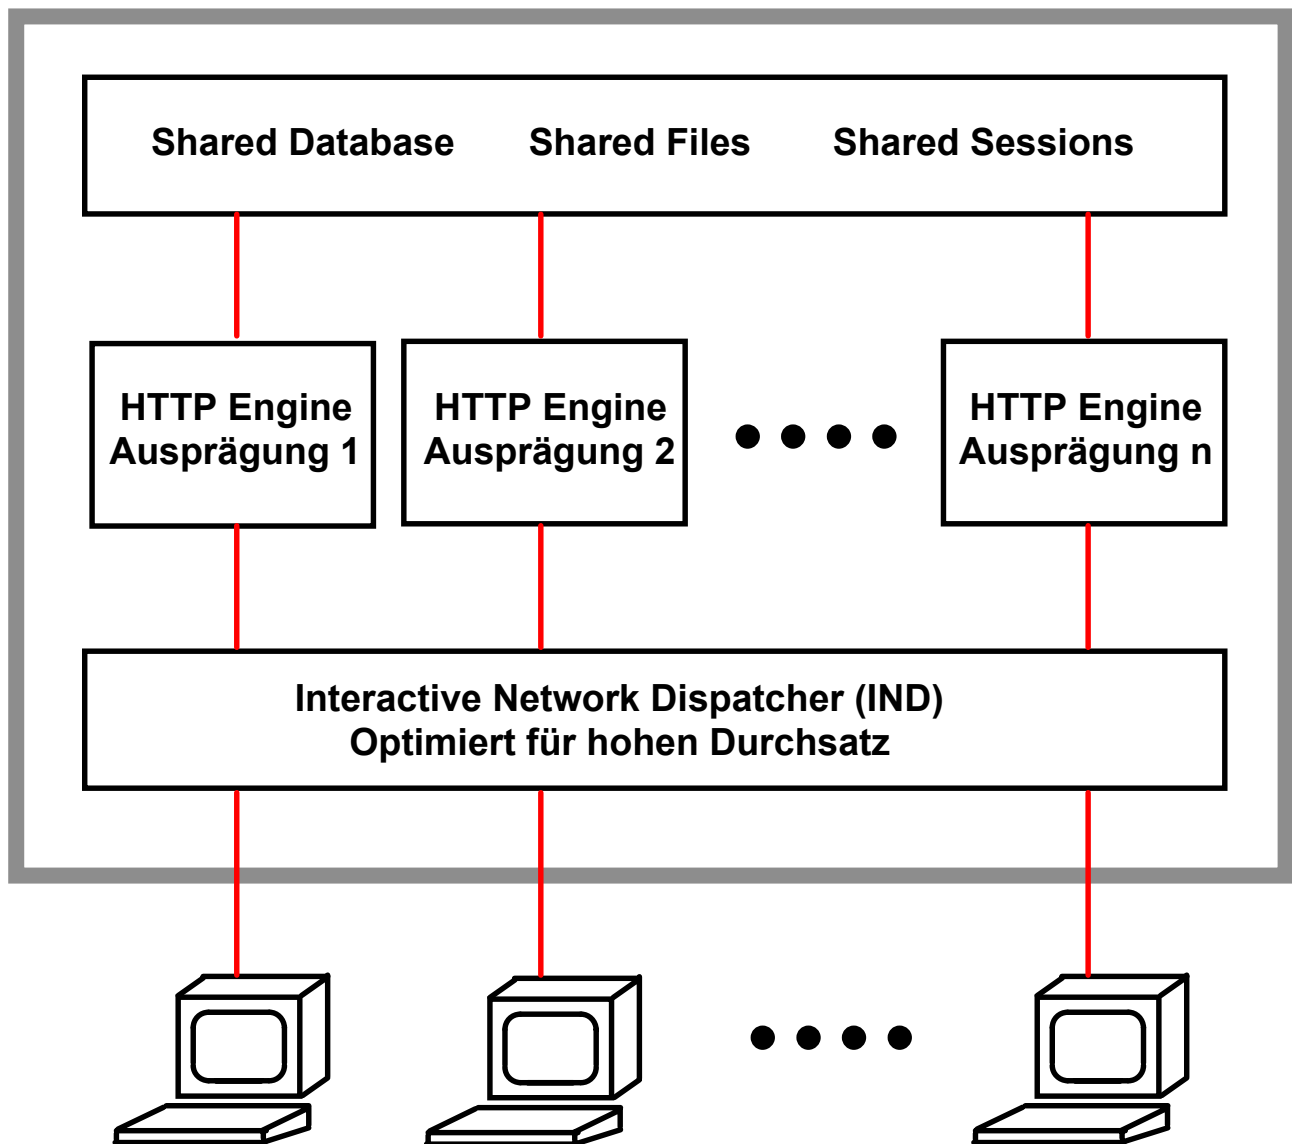 Shared Database Shared Files Shared Sessions
HTTP Engine
Ausprägung 1
HTTP Engine
Ausprägung 2
HTTP Engine
Ausprägung n
Interactive Network Dispatcher (IND)
Optimiert für hohen Durchsatz